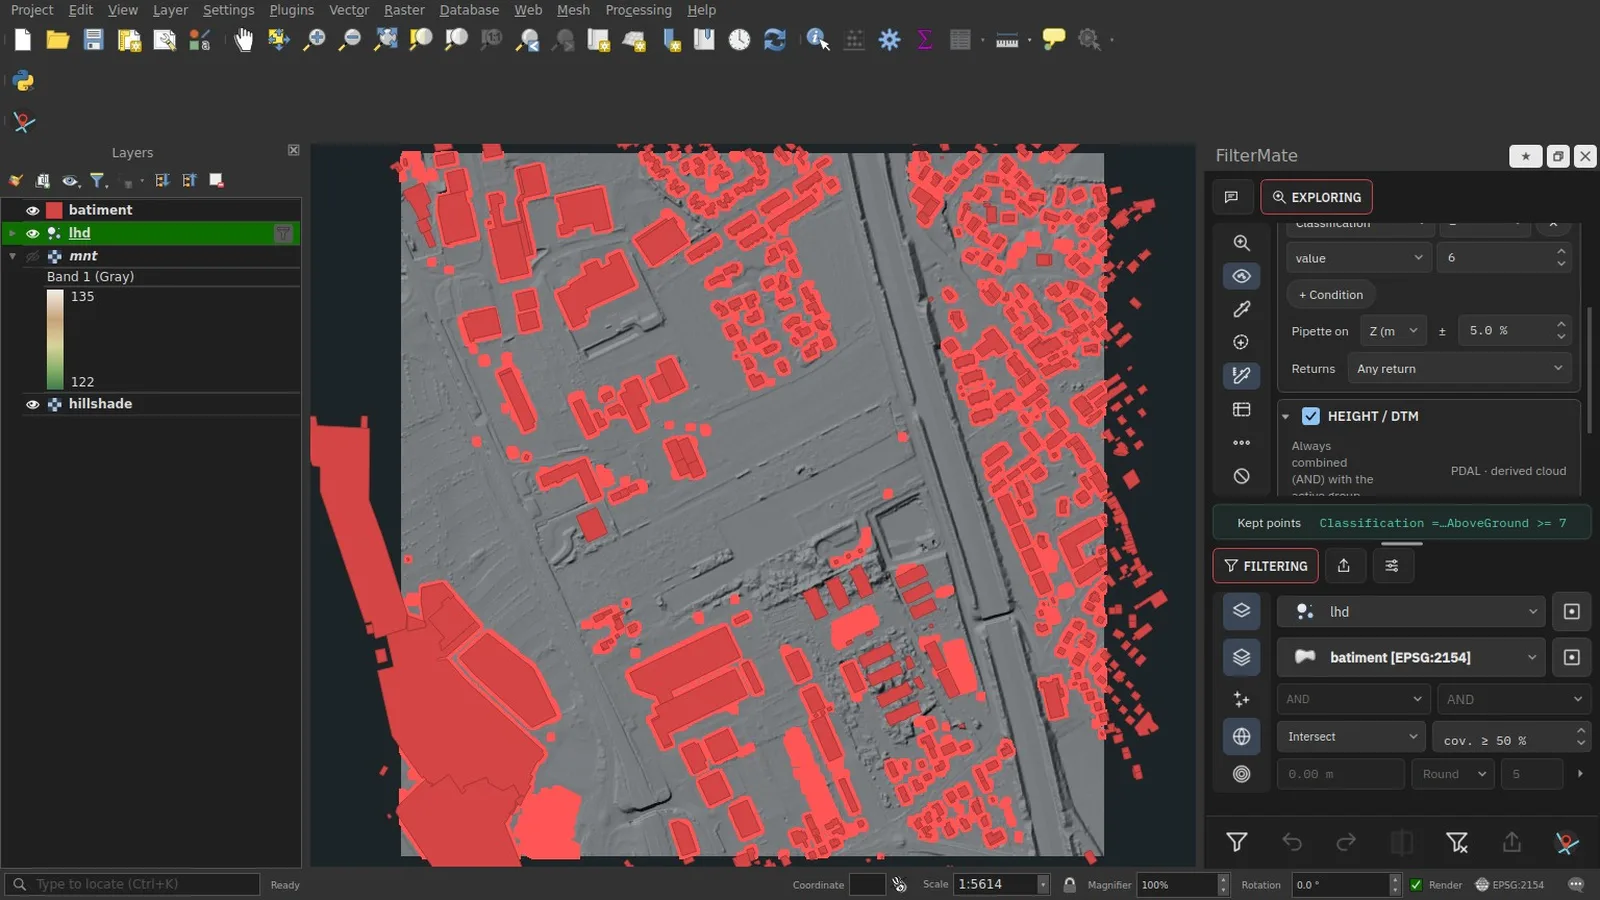 Project Edit View Layer Settings Plugins Vector Raster Database Web Mesh Processing Help
Layers
batiment
lhd
mnt
Band 1 (Gray)
135
122
hillshade
FilterMate
EXPLORING
Classification
value 6
+ Condition
Pipette on Z (m ± 5.0 %
Returns Any return
HEIGHT / DTM
Always
combined
(AND) with the
active group
PDAL · derived cloud
Kept points Classification =…AboveGround >= 7
FILTERING
lhd
batiment [EPSG:2154]
AND AND
Intersect cov. ≥ 50 %
0.00 m Round 5
Type to locate (Ctrl+K) Ready Coordinate Scale 1:5614 Magnifier 100% Rotation 0.0 ° Render EPSG:2154